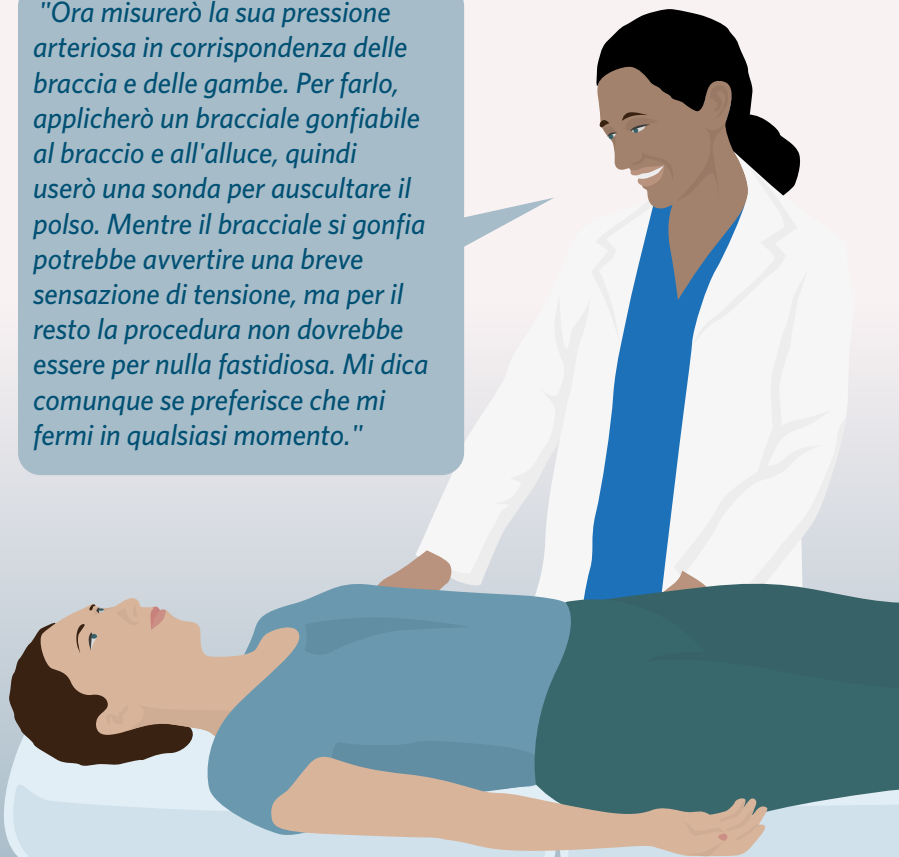 "Ora misurerò la sua pressione
arteriosa in corrispondenza delle
braccia e delle gambe. Per farlo,
applicherò un bracciale gonfiabile
al braccio e all'alluce, quindi
userò una sonda per auscultare il
polso. Mentre il bracciale si gonfia
potrebbe avvertire una breve
sensazione di tensione, ma per il
resto la procedura non dovrebbe
essere per nulla fastidiosa. Mi dica
comunque se preferisce che mi
fermi in qualsiasi momento."